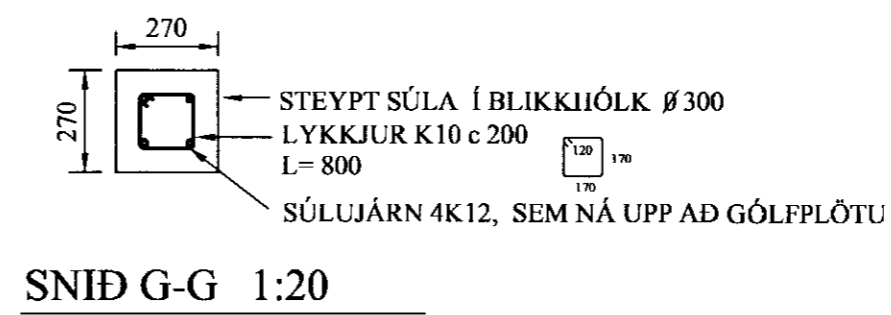 270
270
STEYPT SÚLA Í BLIKKHÓLK Ø 300
LYKKJUR K10 c 200
L= 800
120
170
170
SÚLUJÁRN 4K12, SEM NÁ UPP AÐ GÓLFPLÖTU
SNIÐ G-G 1:20